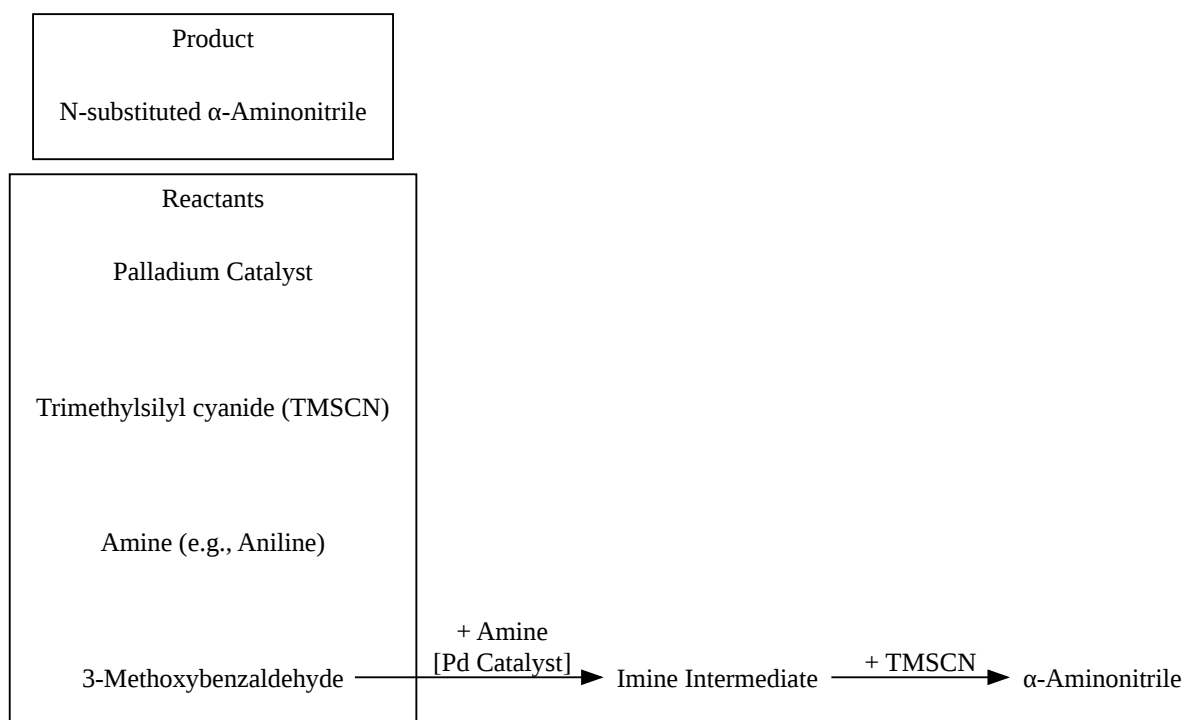 Product
N-substituted α-Aminonitrile
Reactants
Palladium Catalyst
Trimethylsilyl cyanide (TMSCN)
Amine (e.g., Aniline)
3-Methoxybenzaldehyde
+ Amine
[Pd Catalyst]
Imine Intermediate
+ TMSCN
α-Aminonitrile